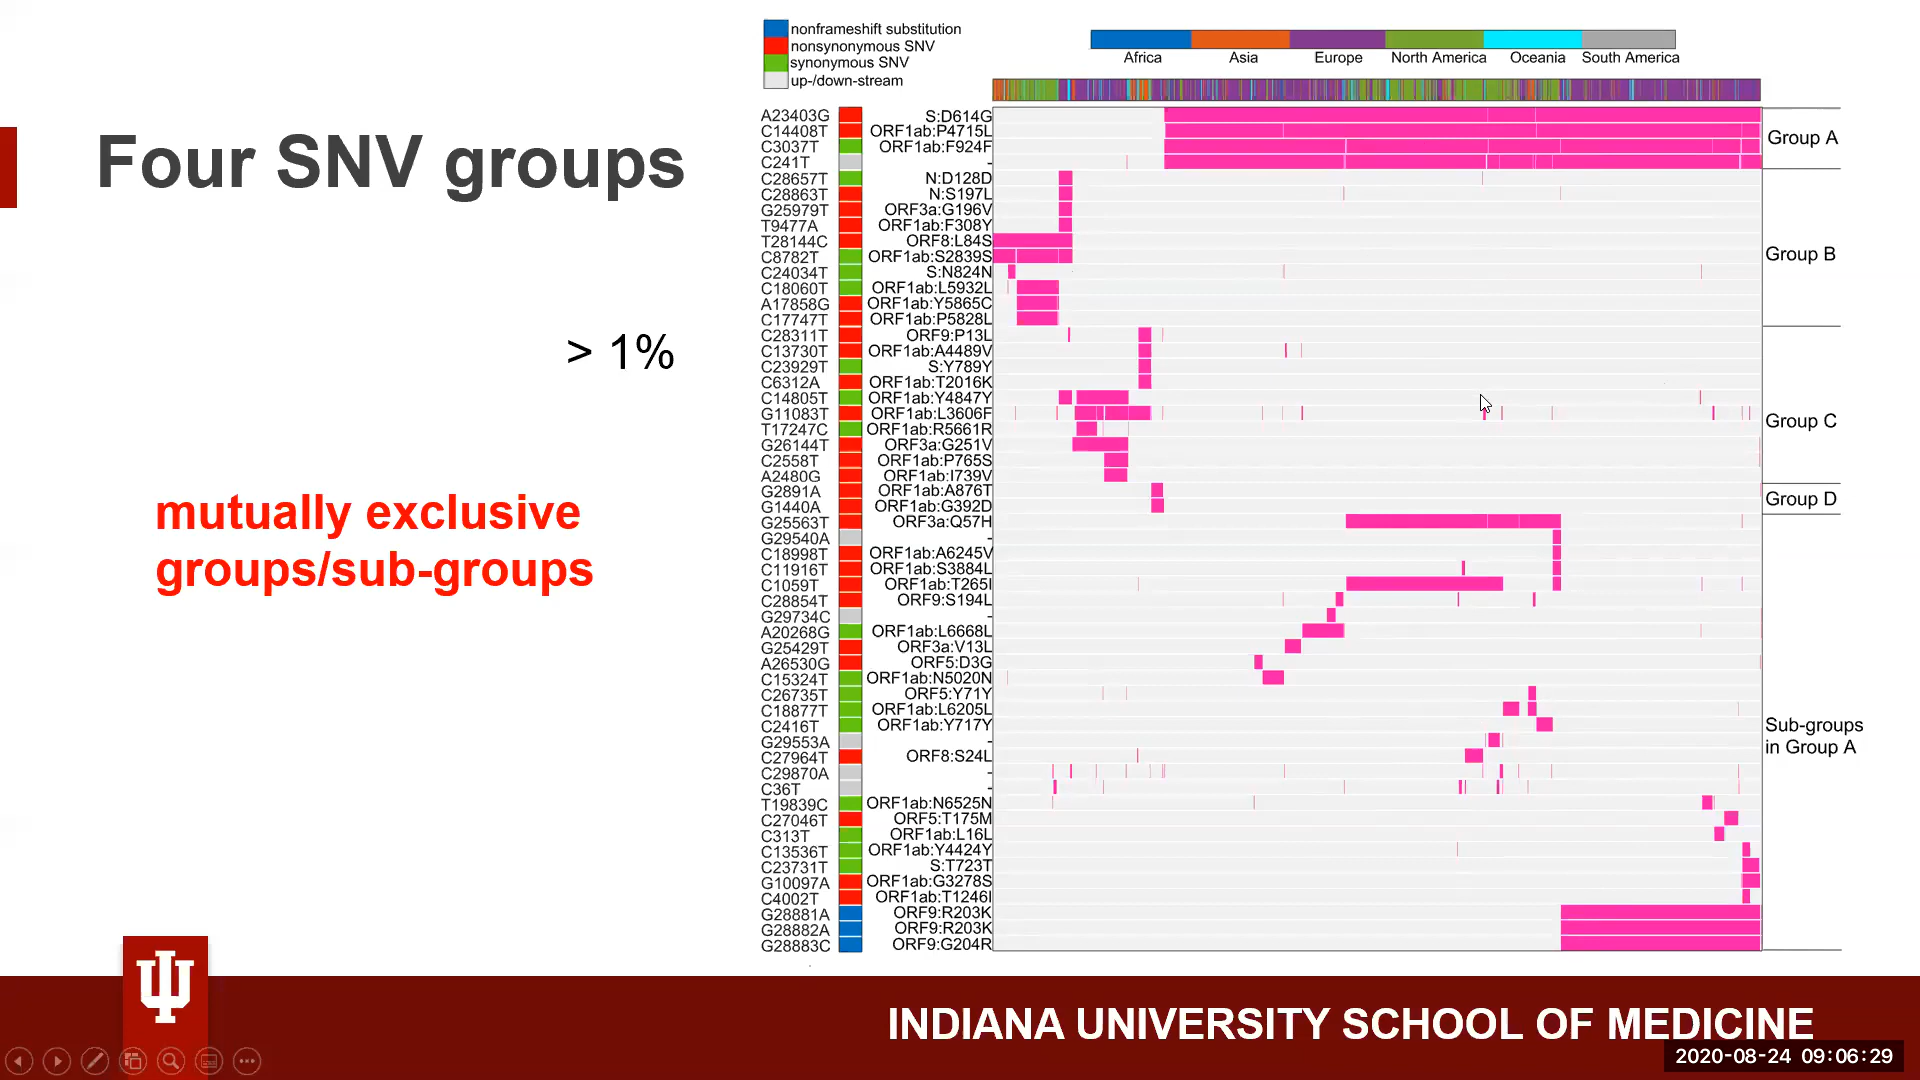 Four SNV groups
> 1%
mutually exclusive
groups/sub-groups
nonframeshift substitution
nonsynonymous SNV
synonymous SNV
up-/down-stream
Africa Asia Europe North America Oceania South America
A23403G S:D614G
C14408T ORF1ab:P4715L
C3037T ORF1ab:F924F
C241T -
Group A
C28657T N:D128D
C28863T N:S197L
G25979T ORF3a:G196V
T9477A ORF1ab:F308Y
T28144C ORF8:L84S
C8782T ORF1ab:S2839S
C24034T S:N824N
C18060T ORF1ab:L5932L
A17858G ORF1ab:Y5865C
C17747T ORF1ab:P5828L
Group B
C28311T ORF9:P13L
C13730T ORF1ab:A4489V
C23929T S:Y789Y
C6312A ORF1ab:T2016K
C14805T ORF1ab:Y4847Y
G11083T ORF1ab:L3606F
T17247C ORF1ab:R5661R
G26144T ORF3a:G251V
C2558T ORF1ab:P765S
A2480G ORF1ab:I739V
Group C
G2891A ORF1ab:A876T
G1440A ORF1ab:G392D
Group D
G25563T ORF3a:Q57H
G29540A -
C18998T ORF1ab:A6245V
C11916T ORF1ab:S3884L
C1059T ORF1ab:T265I
C28854T ORF9:S194L
G29734C -
A20268G ORF1ab:L6668L
G25429T ORF3a:V13L
A26530G ORF5:D3G
C15324T ORF1ab:N5020N
C26735T ORF5:Y71Y
C18877T ORF1ab:L6205L
C2416T ORF1ab:Y717Y
G29553A -
C27964T ORF8:S24L
C29870A -
C36T -
T19839C ORF1ab:N6525N
C27046T ORF5:T175M
C313T ORF1ab:L16L
C13536T ORF1ab:Y4424Y
C23731T S:T723T
G10097A ORF1ab:G3278S
C4002T ORF1ab:T1246I
G28881A ORF9:R203K
G28882A ORF9:R203K
G28883C ORF9:G204R
Sub-groups
in Group A
INDIANA UNIVERSITY SCHOOL OF MEDICINE
2020-08-24 09:06:29